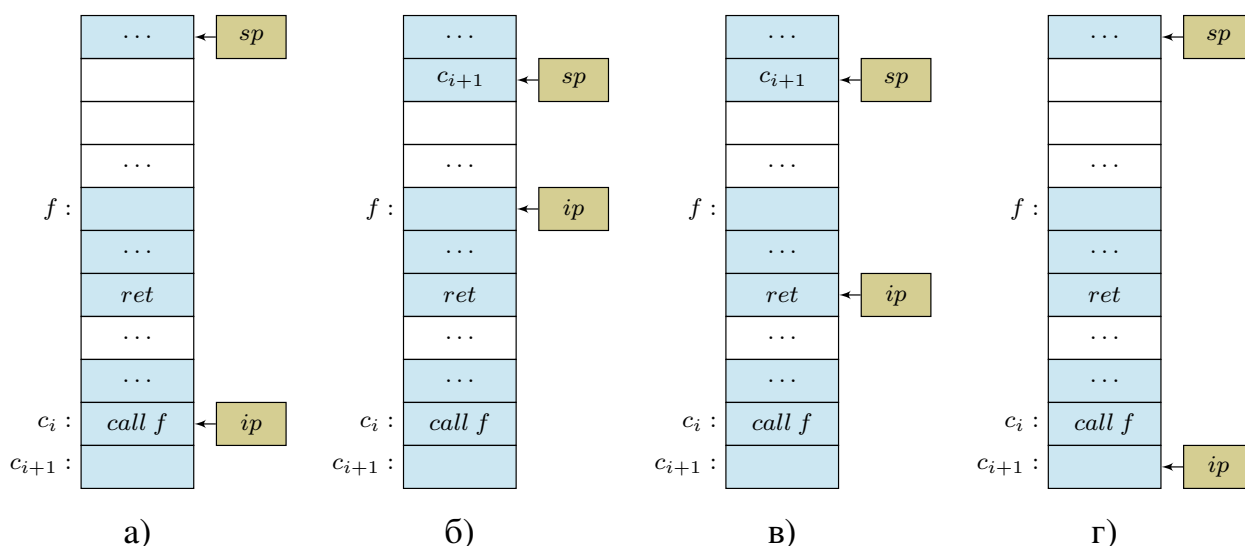 ... sp ... ... ... sp
c_{i+1} sp c_{i+1} sp
... ... ... ...
f : f : ip f : f :
... ... ... ...
ret ret ret ip ret
... ... ... ...
... ... ... ...
c_i : call f ip c_i : call f c_i : call f c_i : call f
c_{i+1} : c_{i+1} : c_{i+1} : c_{i+1} : ip
а) б) в) г)